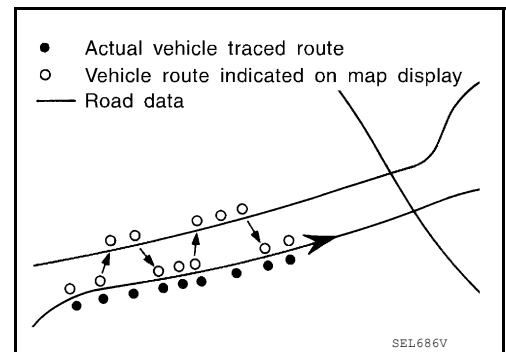 Actual vehicle traced route
Vehicle route indicated on map display
Road data
SEL686V